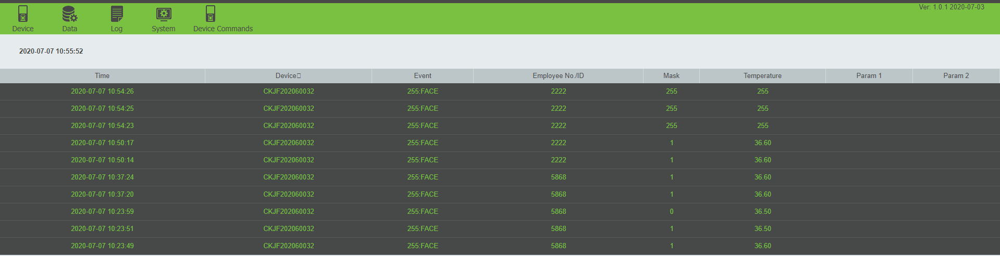 Ver: 1.0.1 2020-07-03
Device Data Log System Device Commands
2020-07-07 10:55:52
Time Device Event Employee No./ID Mask Temperature Param 1 Param 2
2020-07-07 10:54:26 CKJF202060032 255:FACE 2222 255 255
2020-07-07 10:54:25 CKJF202060032 255:FACE 2222 255 255
2020-07-07 10:54:23 CKJF202060032 255:FACE 2222 255 255
2020-07-07 10:50:17 CKJF202060032 255:FACE 2222 1 36.60
2020-07-07 10:50:14 CKJF202060032 255:FACE 2222 1 36.60
2020-07-07 10:37:24 CKJF202060032 255:FACE 5868 1 36.60
2020-07-07 10:37:20 CKJF202060032 255:FACE 5868 1 36.60
2020-07-07 10:23:59 CKJF202060032 255:FACE 5868 0 36.50
2020-07-07 10:23:51 CKJF202060032 255:FACE 5868 1 36.50
2020-07-07 10:23:49 CKJF202060032 255:FACE 5868 1 36.60